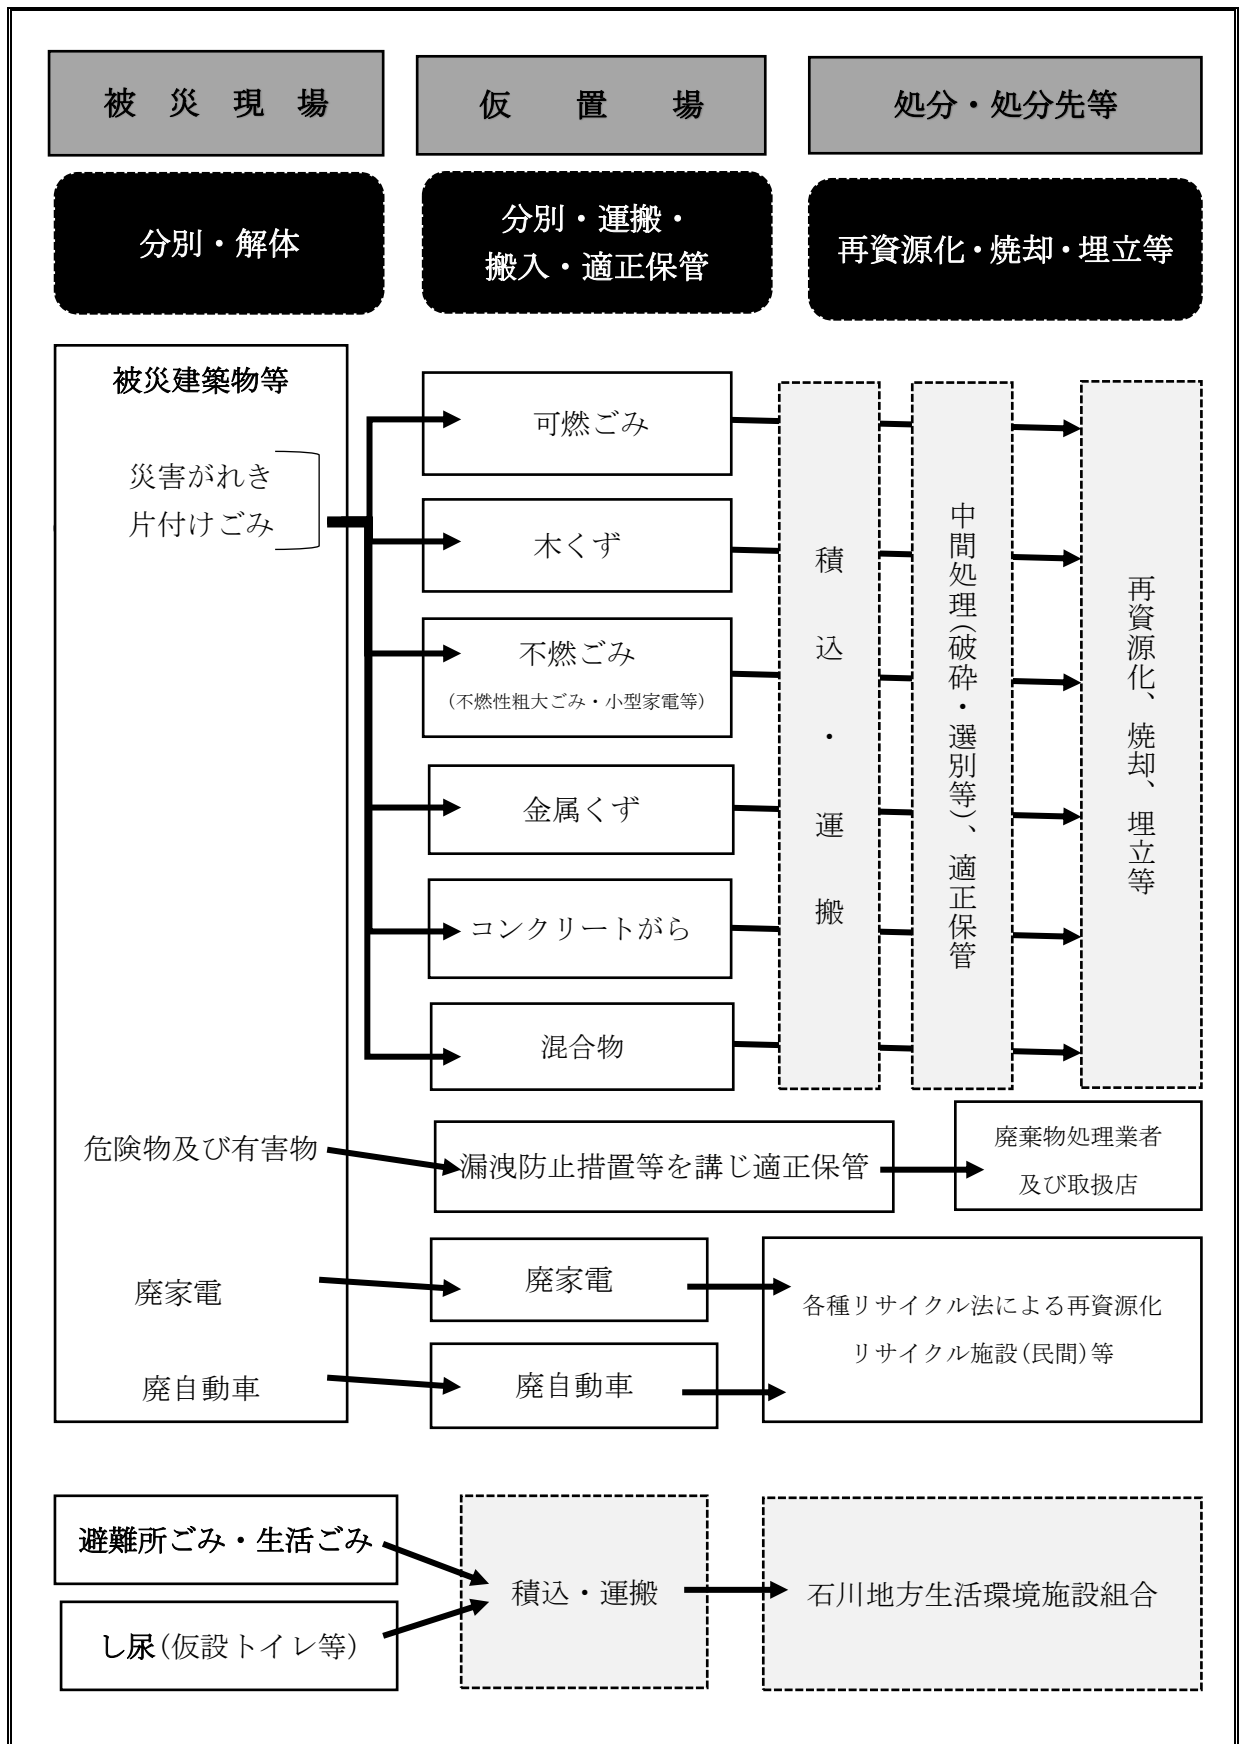 被　災　現　場
仮　　置　　場
処分・処分先等
分別・解体
分別・運搬・
搬入・適正保管
再資源化・焼却・埋立等
被災建築物等
災害がれき
片付けごみ
可燃ごみ
木くず
不燃ごみ
(不燃性粗大ごみ・小型家電等)
金属くず
コンクリートがら
混合物
積込・運搬
中間処理(破砕・選別等)、適正保管
再資源化、焼却、埋立等
危険物及び有害物
漏洩防止措置等を講じ適正保管
廃棄物処理業者
及び取扱店
廃家電
廃家電
各種リサイクル法による再資源化
リサイクル施設(民間)等
廃自動車
廃自動車
避難所ごみ・生活ごみ
し尿(仮設トイレ等)
積込・運搬
石川地方生活環境施設組合